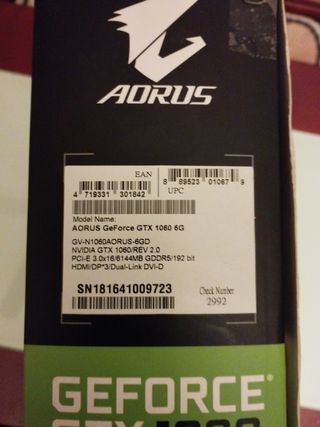 AORUS
EAN
4 719331 301842
8 89523 01067 9
UPC
Model Name:
AORUS GeForce GTX 1060 6G
GV-N1060AORUS-6GD
NVIDIA GTX 1060/REV 2.0
PCI-E 3.0x16/6144MB GDDR5/192 bit
HDMI/DP*3/Dual-Link DVI-D
SN181641009723
Check Number
2992
GEFORCE®
GTX 1060